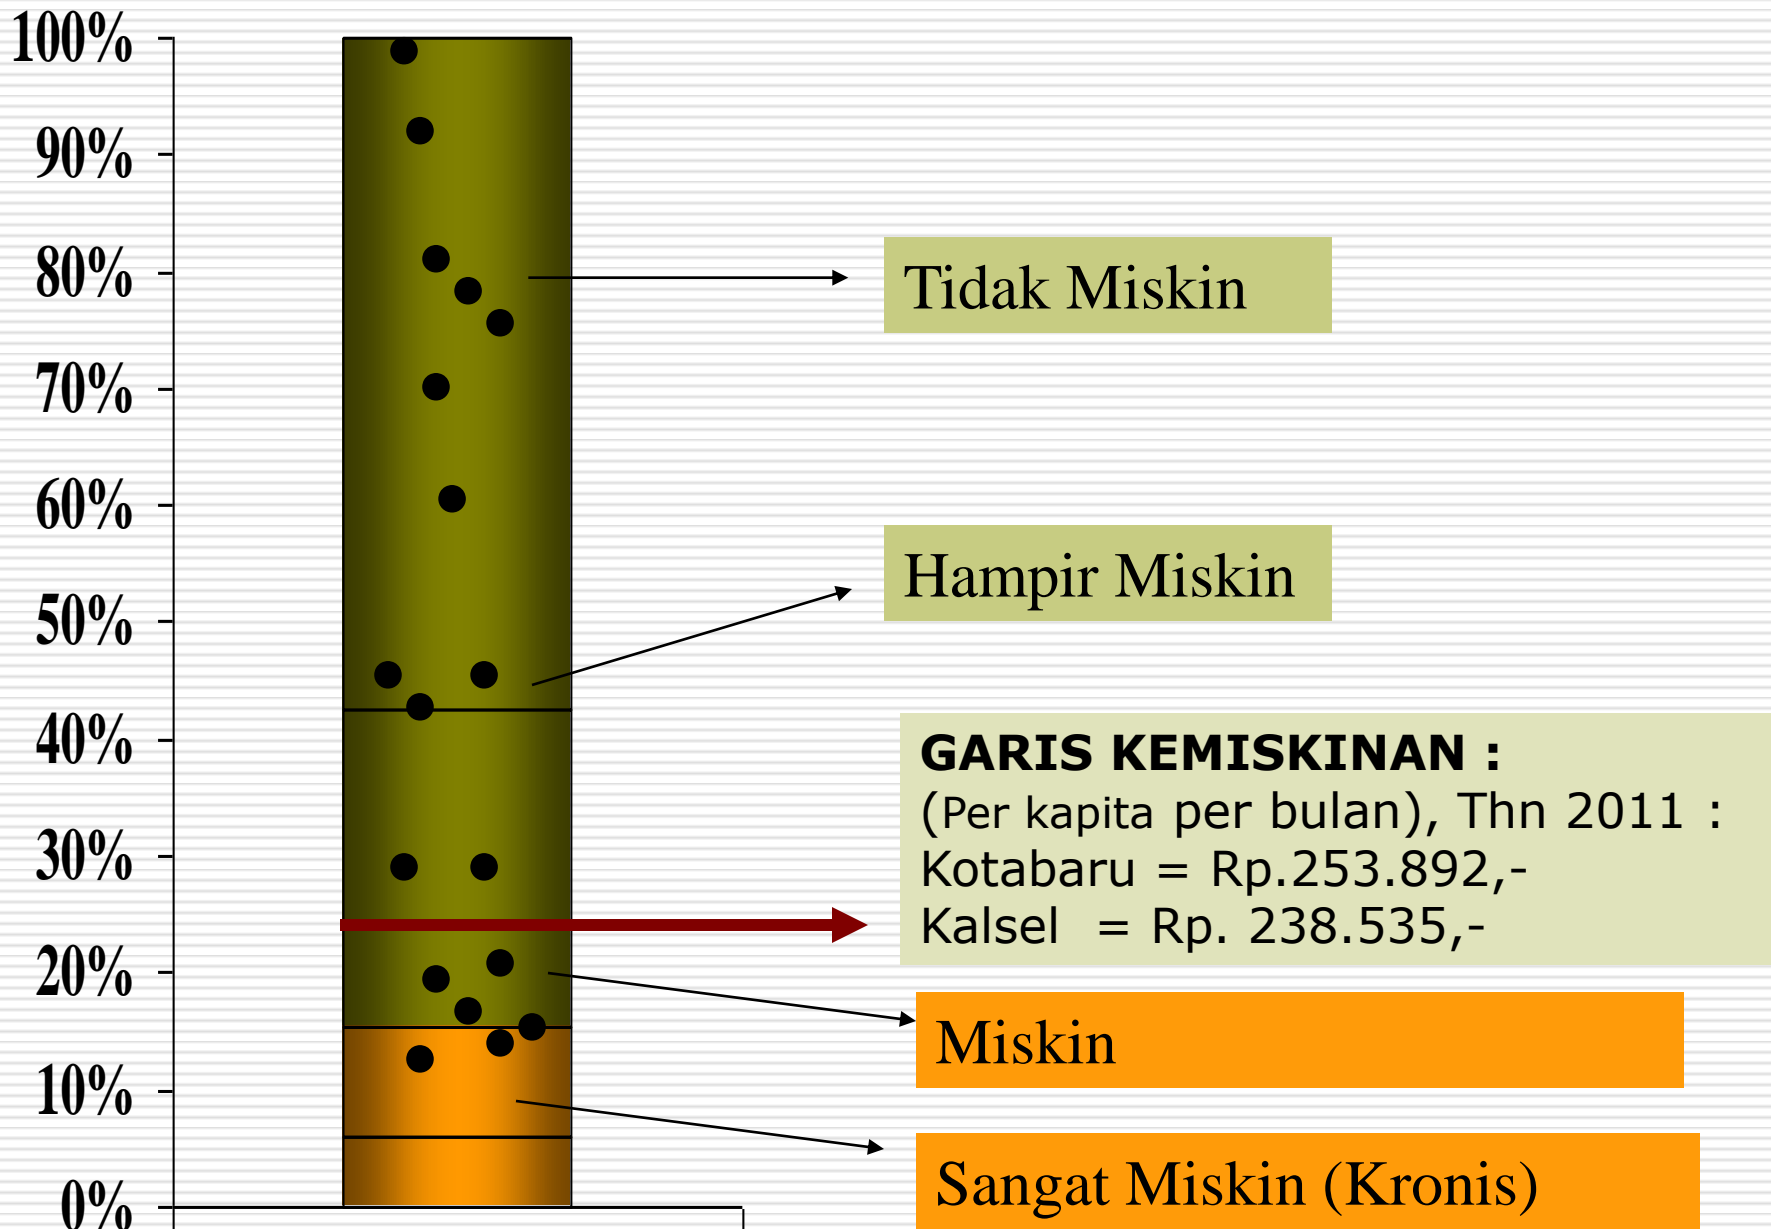 100%
90%
80%
70%
60%
50%
40%
30%
20%
10%
0%
Tidak Miskin
Hampir Miskin
GARIS KEMISKINAN :
(Per kapita per bulan), Thn 2011 :
Kotabaru = Rp.253.892,-
Kalsel = Rp. 238.535,-
Miskin
Sangat Miskin (Kronis)